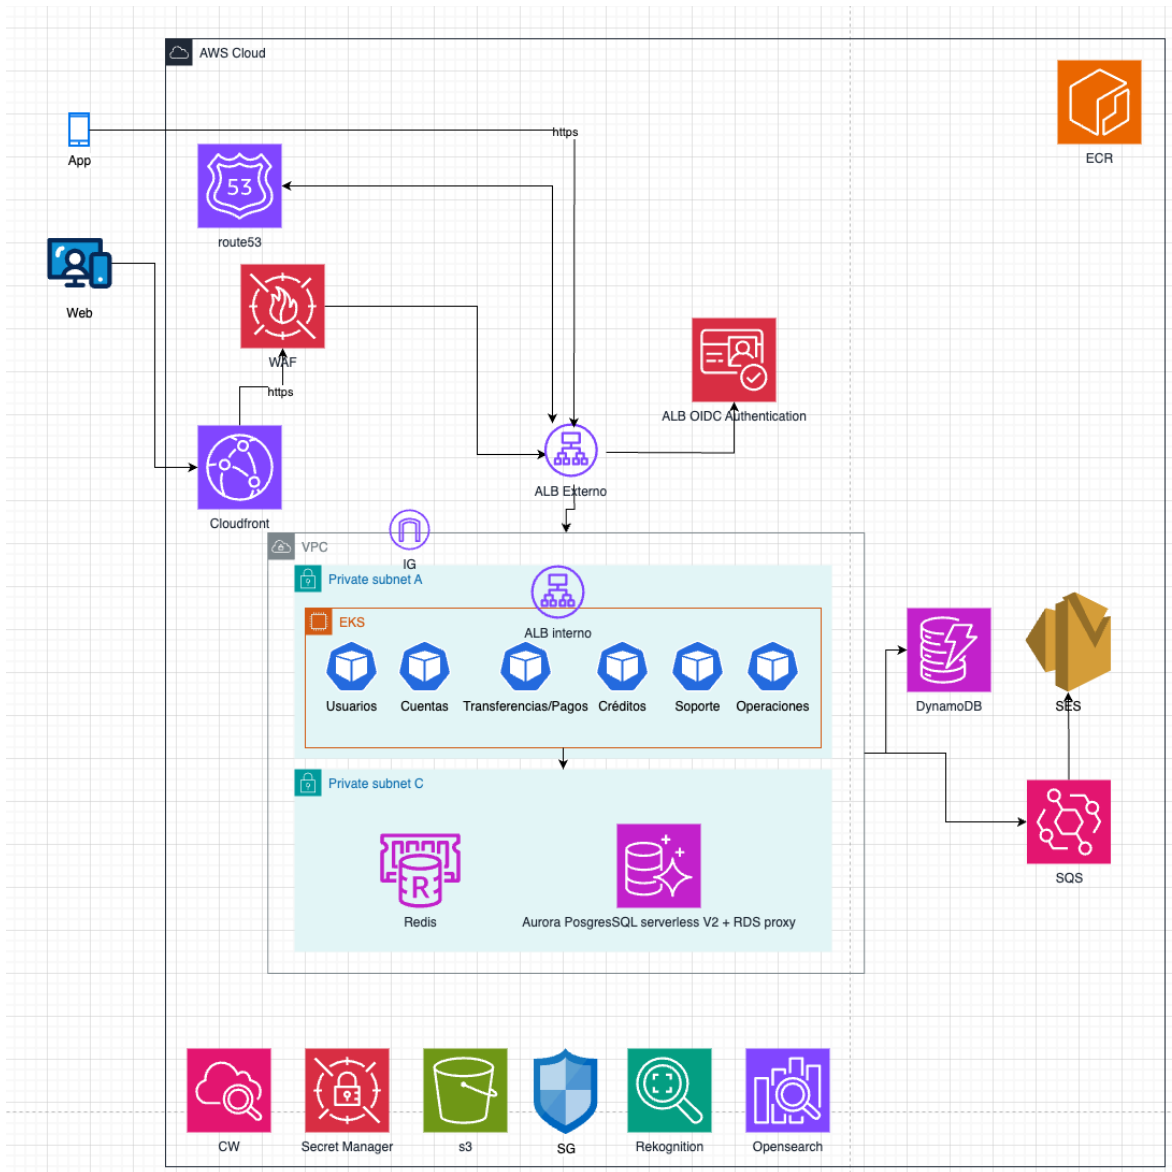 AWS Cloud
https
App
ECR
53
route53
Web
WAF
https
ALB OIDC Authentication
ALB Externo
Cloudfront
VPC
IG
Private subnet A
EKS
ALB interno
Usuarios
Cuentas
Transferencias/Pagos
Créditos
Soporte
Operaciones
DynamoDB
SES
Private subnet C
R
SQS
Redis
Aurora PosgresSQL serverless V2 + RDS proxy
CW
Secret Manager
s3
SG
Rekognition
Opensearch